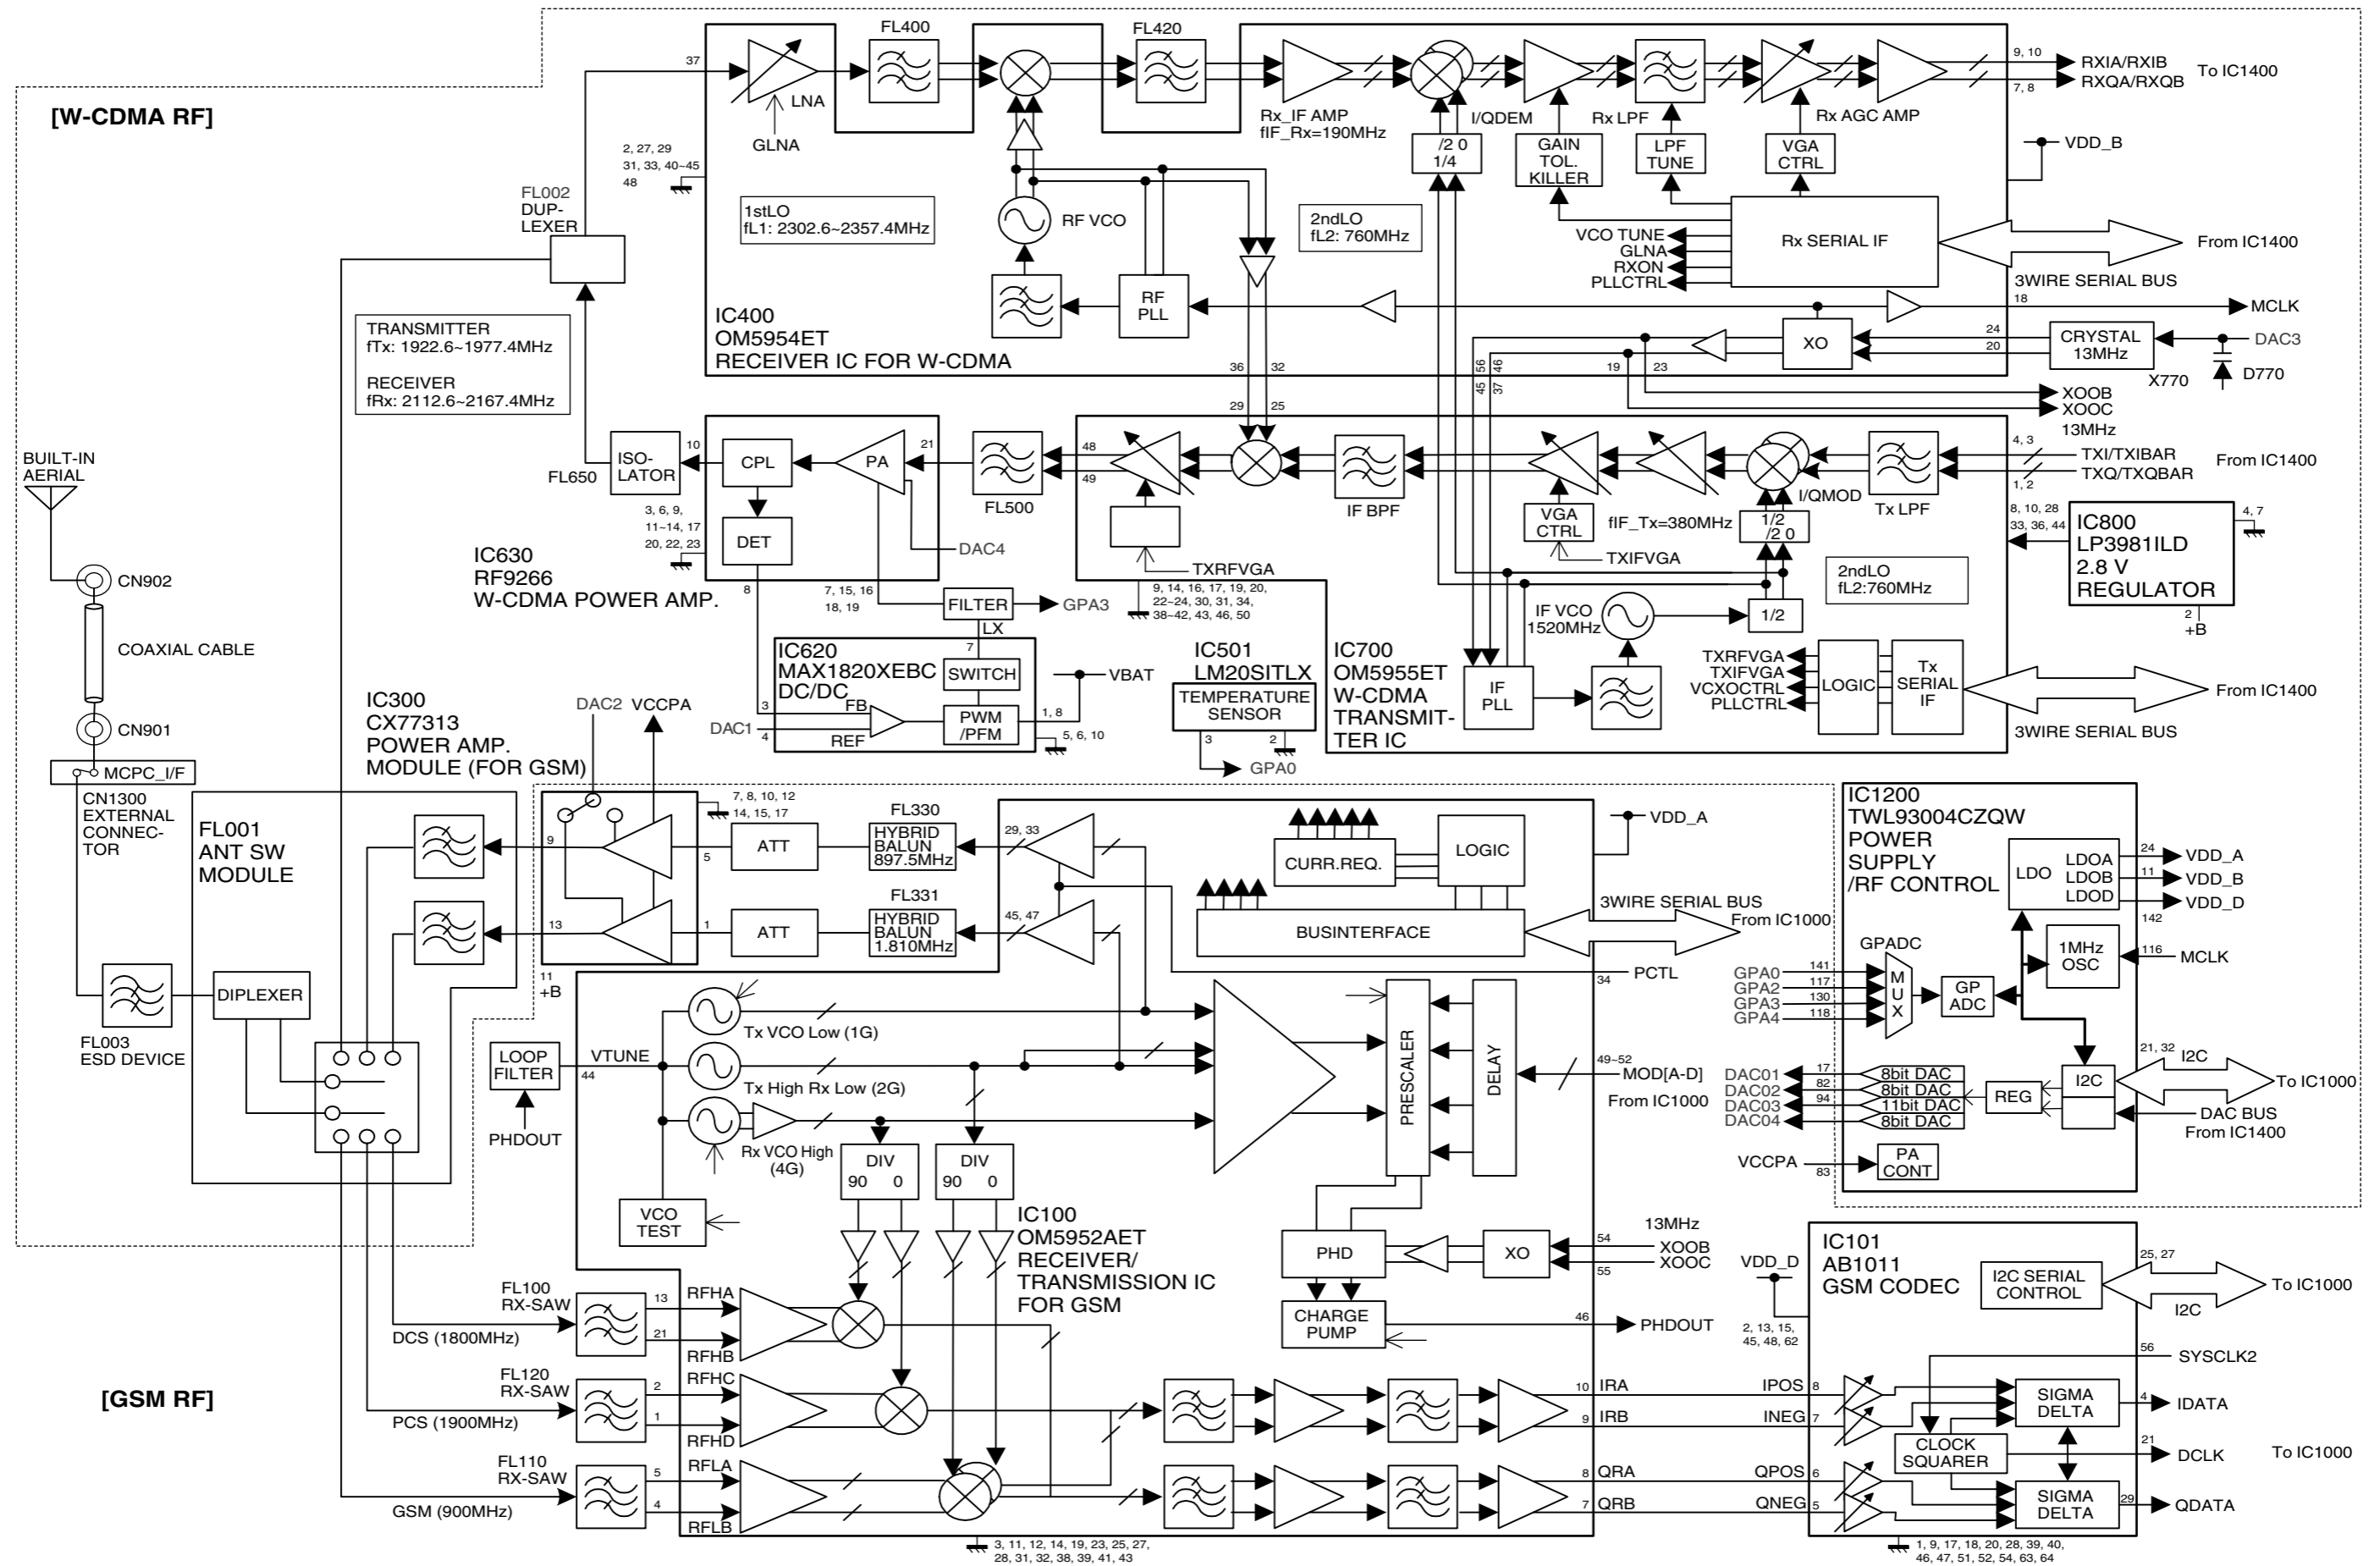 [W-CDMA RF]
FL400
FL420
37
LNA
GLNA
Rx_IF AMP
fIF_Rx=190MHz
I/QDEM
Rx LPF
Rx AGC AMP
9, 10
RXIA/RXIB
RXQA/RXQB
7, 8
To IC1400
/2 0
1/4
GAIN
TOL.
KILLER
LPF
TUNE
VGA
CTRL
VDD_B
2, 27, 29
31, 33, 40~45
48
FL002
DUP-
LEXER
1stLO
fL1: 2302.6~2357.4MHz
RF VCO
2ndLO
fL2: 760MHz
VCO TUNE
GLNA
RXON
PLLCTRL
Rx SERIAL IF
From IC1400
3WIRE SERIAL BUS
RF
PLL
18
MCLK
IC400
OM5954ET
RECEIVER IC FOR W-CDMA
XO
24
20
CRYSTAL
13MHz
DAC3
X770
D770
TRANSMITTER
fTx: 1922.6~1977.4MHz
RECEIVER
fRx: 2112.6~2167.4MHz
36
32
56
46
19
23
45
37
XOOB
XOOC
13MHz
29
25
BUILT-IN
AERIAL
FL650
ISO-
LATOR
10
CPL
PA
21
FL500
48
49
IF BPF
I/QMOD
Tx LPF
4, 3
TXI/TXIBAR
TXQ/TXQBAR
1, 2
From IC1400
3, 6, 9,
11~14, 17
20, 22, 23
DET
DAC4
VGA
CTRL
fIF_Tx=380MHz
1/2
/2 0
8, 10, 28
33, 36, 44
IC800
LP3981ILD
2.8 V
REGULATOR
4, 7
2
+B
IC630
RF9266
W-CDMA POWER AMP.
TXRFVGA
TXIFVGA
2ndLO
fL2:760MHz
CN902
8
7, 15, 16
18, 19
FILTER
GPA3
9, 14, 16, 17, 19, 20,
22~24, 30, 31, 34,
38~42, 43, 46, 50
IF VCO
1520MHz
1/2
COAXIAL CABLE
LX
IC620
MAX1820XEBC
DC/DC
7
SWITCH
VBAT
IC501
LM20SITLX
TEMPERATURE
SENSOR
3
2
GPA0
IC700
OM5955ET
W-CDMA
TRANSMIT-
TER IC
IF
PLL
TXRFVGA
TXIFVGA
VCXOCTRL
PLLCTRL
LOGIC
Tx
SERIAL
IF
From IC1400
3WIRE SERIAL BUS
3
FB
DAC1
4
REF
PWM
/PFM
1, 8
5, 6, 10
CN901
IC300
CX77313
POWER AMP.
MODULE (FOR GSM)
DAC2
VCCPA
MCPC_I/F
CN1300
EXTERNAL
CONNEC-
TOR
FL001
ANT SW
MODULE
7, 8, 10, 12
14, 15, 17
9
5
ATT
FL330
HYBRID
BALUN
897.5MHz
29, 33
13
1
ATT
FL331
HYBRID
BALUN
1.810MHz
45, 47
CURR.REQ.
LOGIC
BUSINTERFACE
VDD_A
3WIRE SERIAL BUS
From IC1000
PCTL
34
IC1200
TWL93004CZQW
POWER
SUPPLY
/RF CONTROL
LDO
LDOA
LDOB
LDOD
24
11
142
VDD_A
VDD_B
VDD_D
GPADC
1MHz
OSC
116
MCLK
GPA0
GPA2
GPA3
GPA4
141
117
130
118
M
U
X
GP
ADC
21, 32
I2C
To IC1000
I2C
REG
DAC01
DAC02
DAC03
DAC04
17
82
94
84
8bit DAC
8bit DAC
11bit DAC
8bit DAC
DAC BUS
From IC1400
VCCPA
83
PA
CONT
11
+B
DIPLEXER
FL003
ESD DEVICE
LOOP
FILTER
VTUNE
44
PHDOUT
Tx VCO Low (1G)
Tx High Rx Low (2G)
Rx VCO High
(4G)
PRESCALER
DELAY
49~52
MOD[A-D]
From IC1000
VCO
TEST
DIV
90 0
DIV
90 0
IC100
OM5952AET
RECEIVER/
TRANSMISSION IC
FOR GSM
PHD
XO
13MHz
54
XOOB
XOOC
55
CHARGE
PUMP
46
PHDOUT
VDD_D
2, 13, 15,
45, 48, 62
IC101
AB1011
GSM CODEC
I2C SERIAL
CONTROL
25, 27
I2C
To IC1000
56
SYSCLK2
FL100
RX-SAW
DCS (1800MHz)
13
RFHA
21
RFHB
[GSM RF]
FL120
RX-SAW
PCS (1900MHz)
2
RFHC
1
RFHD
FL110
RX-SAW
GSM (900MHz)
5
RFLA
4
RFLB
10
IRA
9
IRB
8
QRA
7
QRB
IPOS
8
INEG
7
QPOS
6
QNEG
5
SIGMA
DELTA
4
IDATA
CLOCK
SQUARER
21
DCLK
To IC1000
SIGMA
DELTA
29
QDATA
3, 11, 12, 14, 19, 23, 25, 27,
28, 31, 32, 38, 39, 41, 43
1, 9, 17, 18, 20, 28, 39, 40,
46, 47, 51, 52, 54, 63, 64